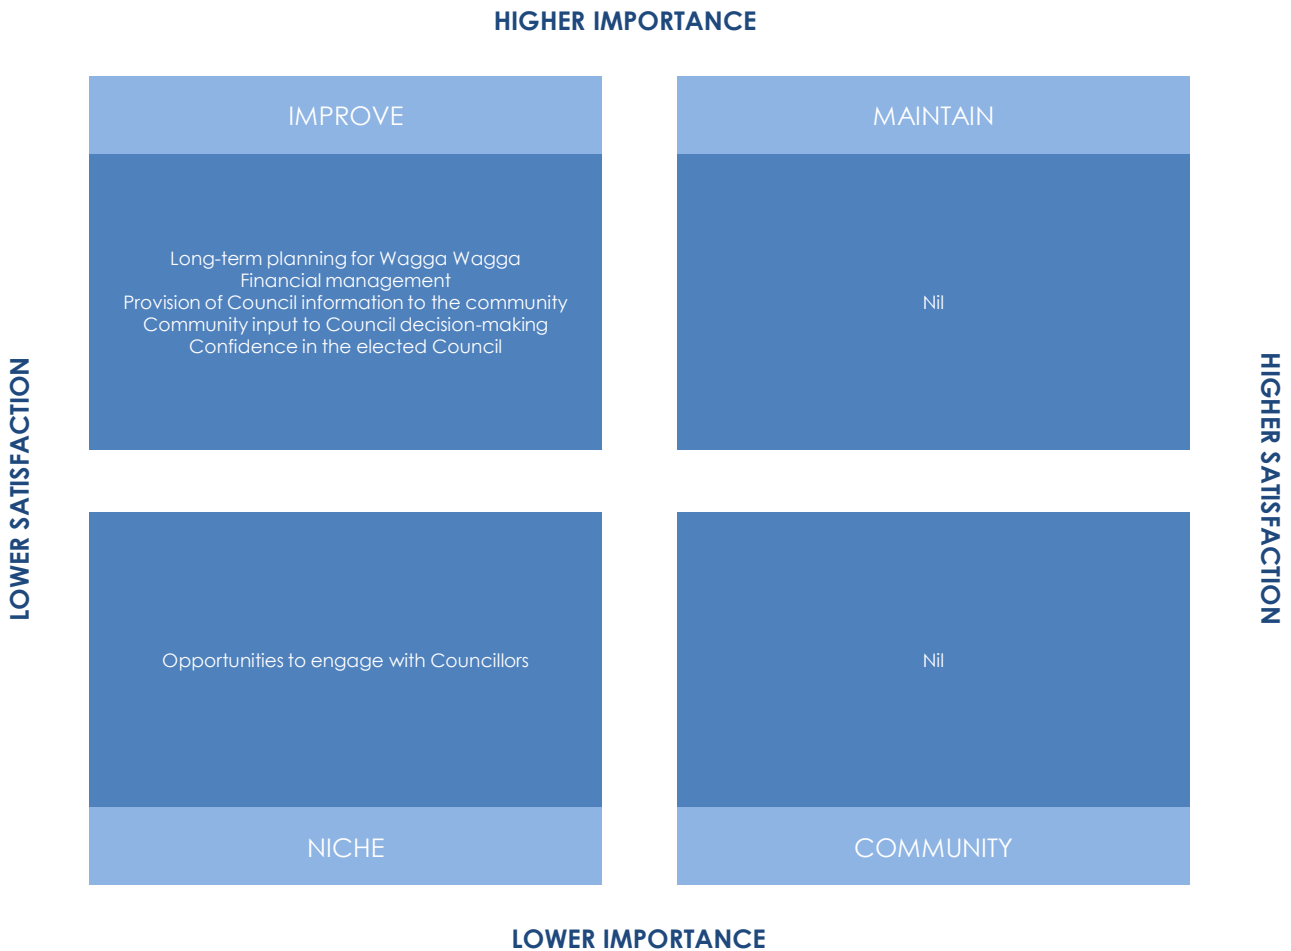 HIGHER IMPORTANCE
IMPROVE
MAINTAIN
Long-term planning for Wagga Wagga
Financial management
Provision of Council information to the community
Community input to Council decision-making
Confidence in the elected Council
Nil
LOWER SATISFACTION
HIGHER SATISFACTION
Opportunities to engage with Councillors
Nil
NICHE
COMMUNITY
LOWER IMPORTANCE